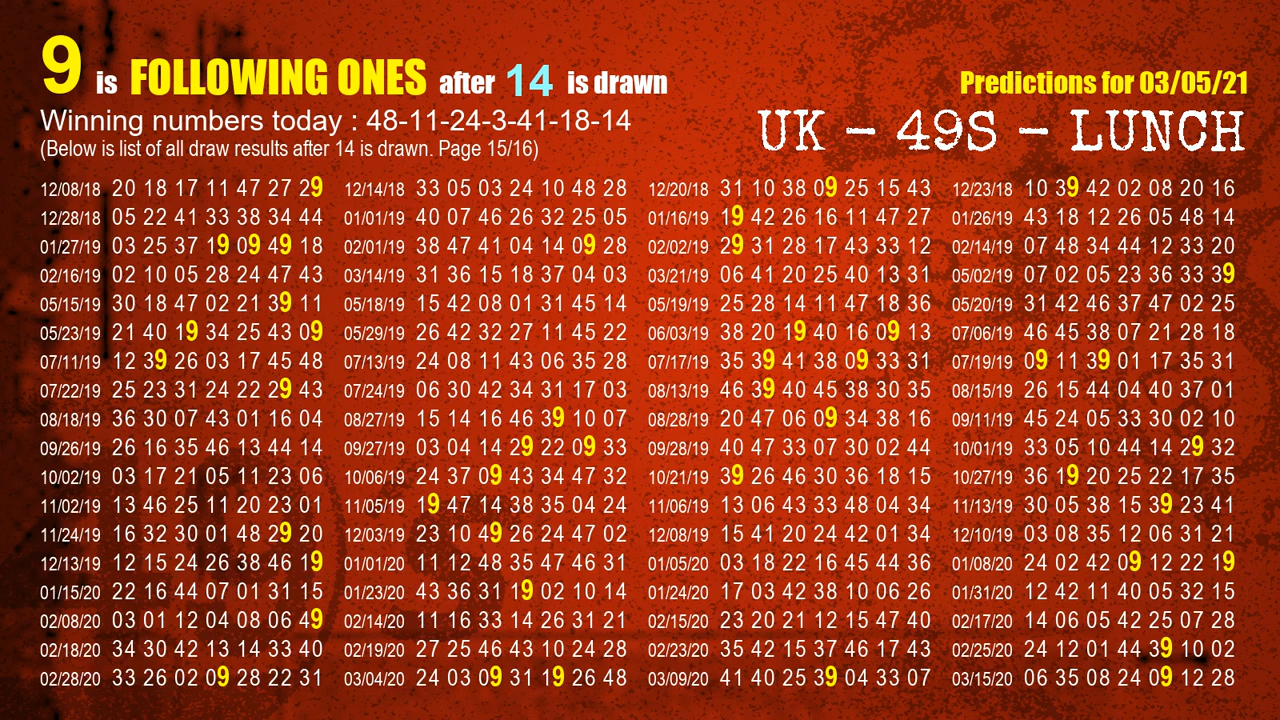 9 is FOLLOWING ONES after 14 is drawn
Predictions for 03/05/21
Winning numbers today : 48-11-24-3-41-18-14
UK - 49S - LUNCH
(Below is list of all draw results after 14 is drawn. Page 15/16)
12/08/18 20 18 17 11 47 27 29 12/14/18 33 05 03 24 10 48 28 12/20/18 31 10 38 09 25 15 43 12/23/18 10 39 42 02 08 20 16
12/28/18 05 22 41 33 38 34 44 01/01/19 40 07 46 26 32 25 05 01/16/19 19 42 26 16 11 47 27 01/26/19 43 18 12 26 05 48 14
01/27/19 03 25 37 19 09 49 18 02/01/19 38 47 41 04 14 09 28 02/02/19 29 31 28 17 43 33 12 02/14/19 07 48 34 44 12 33 20
02/16/19 02 10 05 28 24 47 43 03/14/19 31 36 15 18 37 04 03 03/21/19 06 41 20 25 40 13 31 05/02/19 07 02 05 23 36 33 39
05/15/19 30 18 47 02 21 39 11 05/18/19 15 42 08 01 31 45 14 05/19/19 25 28 14 11 47 18 36 05/20/19 31 42 46 37 47 02 25
05/23/19 21 40 19 34 25 43 09 05/29/19 26 42 32 27 11 45 22 06/03/19 38 20 19 40 16 09 13 07/06/19 46 45 38 07 21 28 18
07/11/19 12 39 26 03 17 45 48 07/13/19 24 08 11 43 06 35 28 07/17/19 35 39 41 38 09 33 31 07/19/19 09 11 39 01 17 35 31
07/22/19 25 23 31 24 22 29 43 07/24/19 06 30 42 34 31 17 03 08/13/19 46 39 40 45 38 30 35 08/15/19 26 15 44 04 40 37 01
08/18/19 36 30 07 43 01 16 04 08/27/19 15 14 16 46 39 10 07 08/28/19 20 47 06 09 34 38 16 09/11/19 45 24 05 33 30 02 10
09/26/19 26 16 35 46 13 44 14 09/27/19 03 04 14 29 22 09 33 09/28/19 40 47 33 07 30 02 44 10/01/19 33 05 10 44 14 29 32
10/02/19 03 17 21 05 11 23 06 10/06/19 24 37 09 43 34 47 32 10/21/19 39 26 46 30 36 18 15 10/27/19 36 19 20 25 22 17 35
11/02/19 13 46 25 11 20 23 01 11/05/19 19 47 14 38 35 04 24 11/06/19 13 06 43 33 48 04 34 11/13/19 30 05 38 15 39 23 41
11/24/19 16 32 30 01 48 29 20 12/03/19 23 10 49 26 24 47 02 12/08/19 15 41 20 24 42 01 34 12/10/19 03 08 35 12 06 31 21
12/13/19 12 15 24 26 38 46 19 01/01/20 11 12 48 35 47 46 31 01/05/20 03 18 22 16 45 44 36 01/08/20 24 02 42 09 12 22 19
01/15/20 22 16 44 07 01 31 15 01/23/20 43 36 31 19 02 10 14 01/24/20 17 03 42 38 10 06 26 01/31/20 12 42 11 40 05 32 15
02/08/20 03 01 12 04 08 06 49 02/14/20 11 16 33 14 26 31 21 02/15/20 23 20 21 12 15 47 40 02/17/20 14 06 05 42 25 07 28
02/18/20 34 30 42 13 14 33 40 02/19/20 27 25 46 43 10 24 28 02/23/20 35 42 15 37 46 17 43 02/25/20 24 12 01 44 39 10 02
02/28/20 33 26 02 09 28 22 31 03/04/20 24 03 09 31 19 26 48 03/09/20 41 40 25 39 04 33 07 03/15/20 06 35 08 24 09 12 28